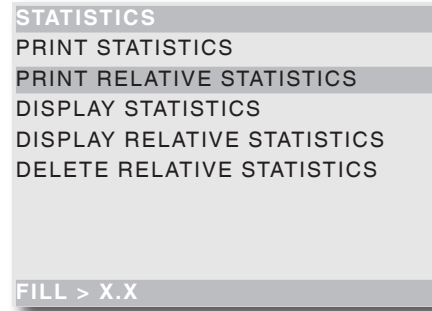 STATISTICS
PRINT STATISTICS
PRINT RELATIVE STATISTICS
DISPLAY STATISTICS
DISPLAY RELATIVE STATISTICS
DELETE RELATIVE STATISTICS
FILL > X.X